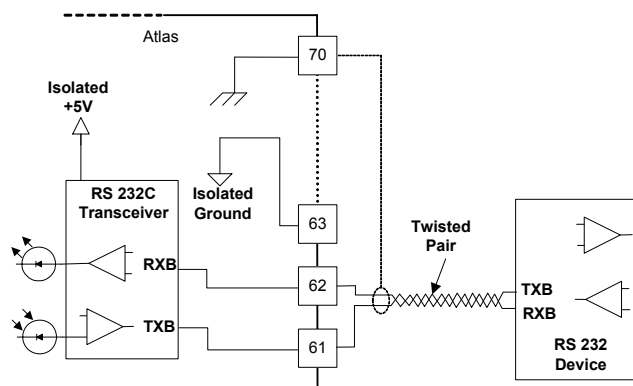 Atlas
70
Isolated
+5V
RS 232C
Transceiver
Isolated
Ground
63
Twisted
Pair
RXB
62
TXB
RXB
TXB
61
RS 232
Device